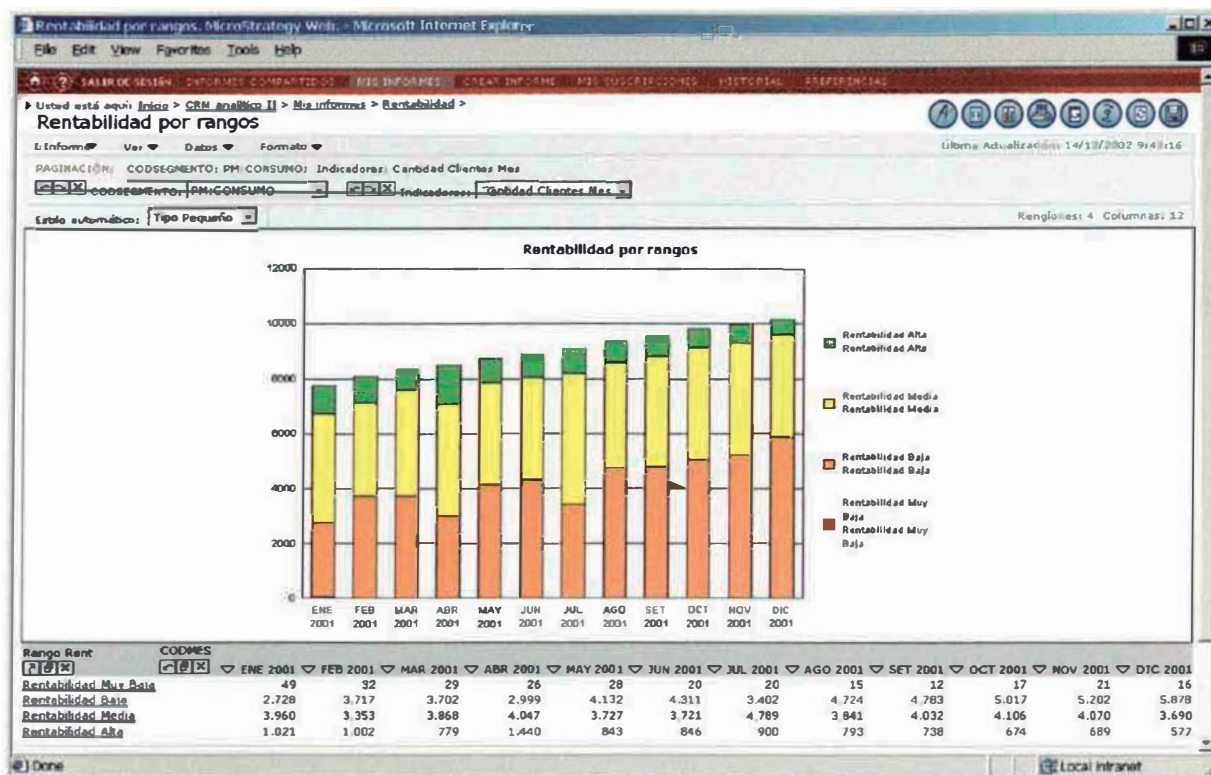 Rentabilidad por rangos. MicroStrategy Web. - Microsoft Internet Explorer
File Edit View Favorites Tools Help
SALIR DE SESIÓN INFORMES COMPARTIDOS MIS INFORMES CREAR INFORME MIS SUSCRIPCIONES HISTORIAL PREFERENCIAS
Usted está aquí: Inicio > CRM analítico II > Mis informes > Rentabilidad >
Rentabilidad por rangos
Informe Ver Datos Formato Última Actualización: 14/12/2002
PAGINACIÓN: CODSEGMENTO: PM:CONSUMO; Indicadores: Cantidad Clientes Mes
CODSEGMENTO: PM:CONSUMO Indicadores: Cantidad Clientes Mes
Estilo automático: Tipo Pequeño Renglones: 4 Columnas: 12
Rentabilidad por rangos
12000
10000
8000
6000
4000
2000
0
ENE 2001 FEB 2001 MAR 2001 ABR 2001 MAY 2001 JUN 2001 JUL 2001 AGO 2001 SET 2001 OCT 2001 NOV 2001 DIC 2001
Rentabilidad Alta
Rentabilidad Alta
Rentabilidad Media
Rentabilidad Media
Rentabilidad Baja
Rentabilidad Baja
Rentabilidad Muy
Baja
Rentabilidad Muy
Baja
Rango Rent CODMES
ENE 2001 FEB 2001 MAR 2001 ABR 2001 MAY 2001 JUN 2001 JUL 2001 AGO 2001 SET 2001 OCT 2001 NOV 2001 DIC 2001
Rentabilidad Muy Baja 49 32 29 26 28 20 20 15 12 17 21 16
Rentabilidad Baja 2.728 3.717 3.702 2.999 4.132 4.311 3.402 4.724 4.783 5.017 5.202 5.878
Rentabilidad Media 3.960 3.353 3.868 4.047 3.727 3.721 4.789 3.841 4.032 4.106 4.070 3.690
Rentabilidad Alta 1.021 1.002 779 1.440 843 846 900 793 738 674 689 577
Done Local intranet